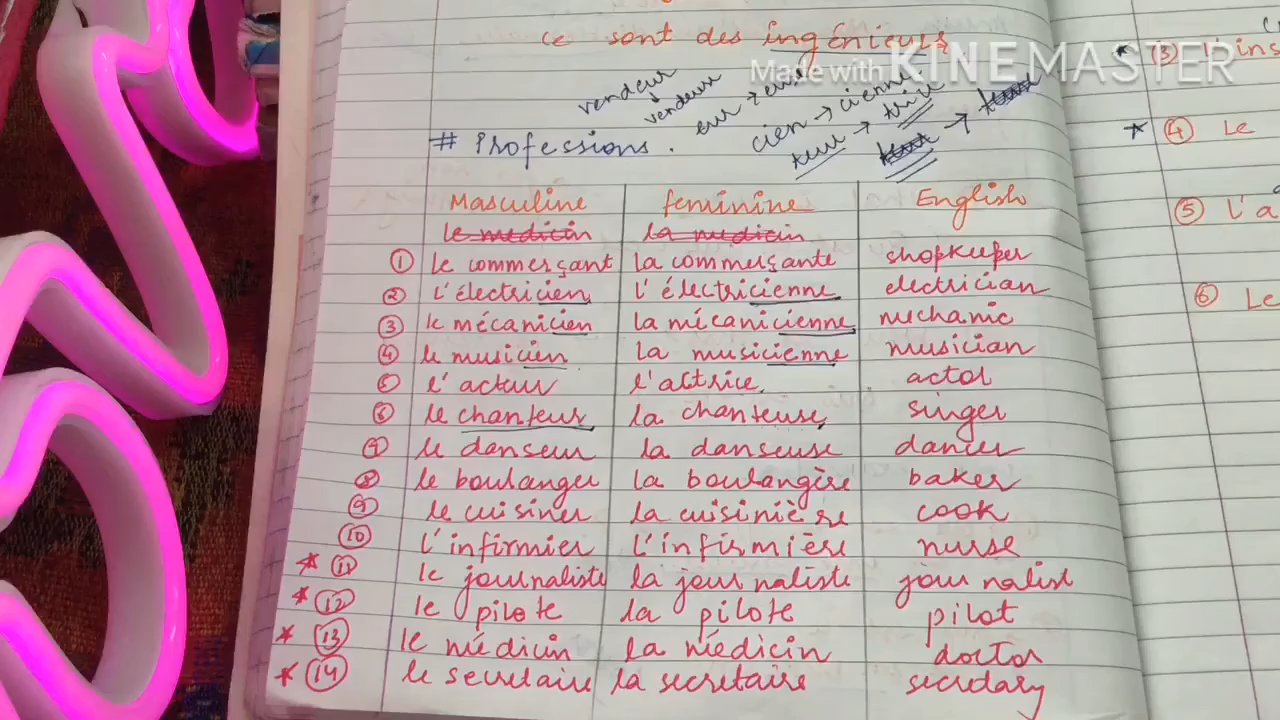 ce sont des ingénieurs
Made with KINEMASTER
vendeur
vendeur
eur → euse
cien → cienne
teur → trice
# Professions.
Masculine feminine English
le medicin la medicin
① le commerçant la commerçante shopkeeper
② l'électricien l'électricienne electrician
③ le mécanicien la mécanicienne mechanic
④ le musicien la musicienne musician
⑤ l'acteur l'actrice actor
⑥ le chanteur la chanteuse singer
⑦ le danseur la danseuse dancer
⑧ le boulanger la boulangère baker
⑨ le cuisiner la cuisinière cook
⑩ l'infirmier l'infirmière nurse
* ⑪ le journaliste la journaliste journalist
* ⑫ le pilote la pilote pilot
* ⑬ le médicin la médicin doctor
* ⑭ le secretaire la secretaire secretary
③ l'ins
* ④ Le
⑤ l'a
⑥ Le